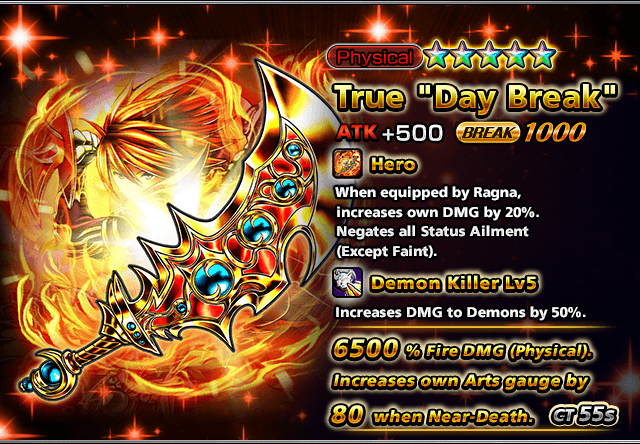 Physical
True "Day Break"
ATK +500 BREAK 1000
Hero
When equipped by Ragna,
increases own DMG by 20%.
Negates all Status Ailment
(Except Faint).
Demon Killer Lv5
Increases DMG to Demons by 50%.
6500 % Fire DMG (Physical).
Increases own Arts gauge by
80 when Near-Death. CT 55s